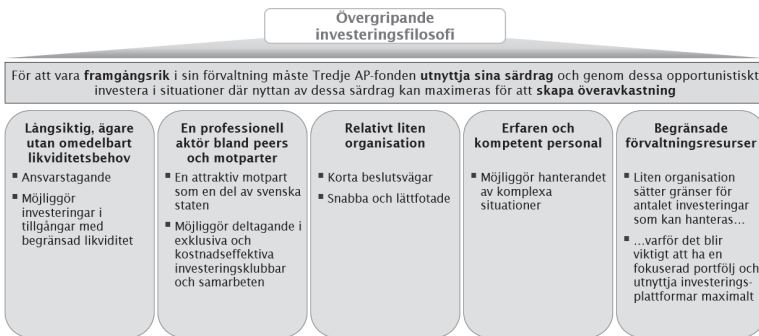 Övergripande
investeringsfilosofi
För att vara framgångsrik i sin förvaltning måste Tredje AP-fonden utnyttja sina särdrag och genom dessa opportunistiskt
investera i situationer där nyttan av dessa särdrag kan maximeras för att skapa överavkastning
Långsiktig, ägare
utan omedelbart
likviditetsbehov
▪ Ansvarstagande
▪ Möjliggör
investeringar i
tillgångar med
begränsad likviditet
En professionell
aktör bland peers
och motparter
▪ En attraktiv motpart
som en del av svenska
staten
▪ Möjliggör deltagande i
exklusiva och
kostnadseffektiva
investeringsklubbar
och samarbeten
Relativt liten
organisation
▪ Korta beslutsvägar
▪ Snabba och lättfotade
Erfaren och
kompetent personal
▪ Möjliggör hanterandet
av komplexa
situationer
Begränsade
förvaltningsresurser
▪ Liten organisation
sätter gränser för
antalet investeringar
som kan hanteras…
▪ …varför det blir
viktigt att ha en
fokuserad portfölj och
utnyttja investerings-
plattformar maximalt